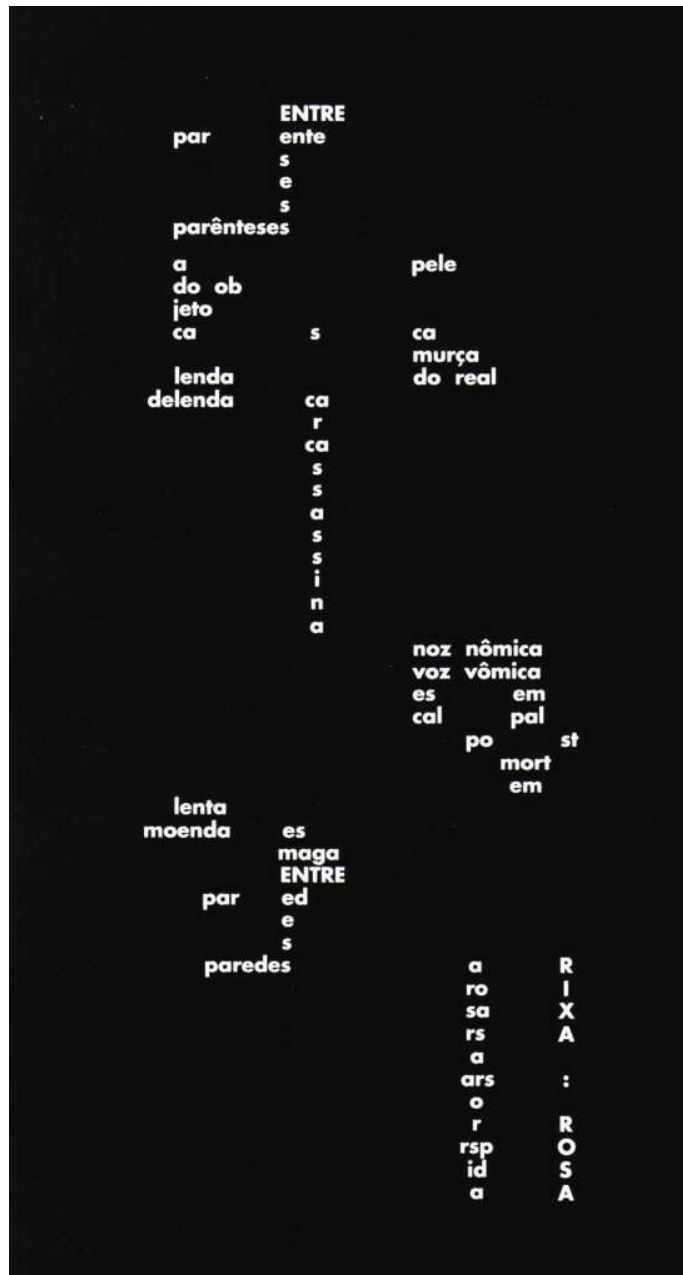 ENTRE
par ente
s
e
s
parênteses
a pele
do ob
jeto
ca s ca
murça
lenda do real
delenda ca
r
ca
s
s
a
s
s
i
n
a
noz nômica
voz vômica
es em
cal pal
po st
mort
em
lenta
moenda es
maga
ENTRE
par ed
e
s
paredes a R
ro I
sa X
rs A
a
ars :
o
r R
rsp O
id S
a A